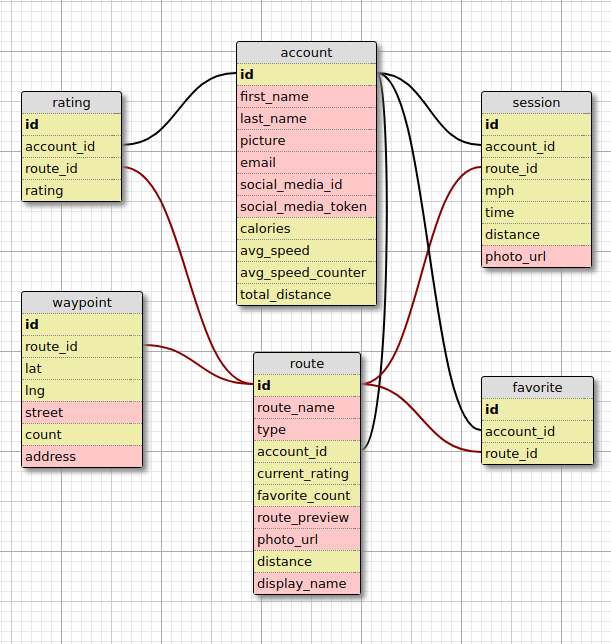 account
id
first_name
last_name
picture
email
social_media_id
social_media_token
calories
avg_speed
avg_speed_counter
total_distance
rating
id
account_id
route_id
rating
session
id
account_id
route_id
mph
time
distance
photo_url
waypoint
id
route_id
lat
lng
street
count
address
route
id
route_name
type
account_id
current_rating
favorite_count
route_preview
photo_url
distance
display_name
favorite
id
account_id
route_id